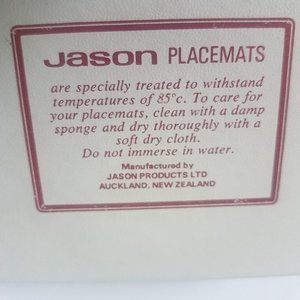 Jason PLACEMATS
are specially treated to withstand
temperatures of 85°c. To care for
your placemats, clean with a damp
sponge and dry thoroughly with a
soft dry cloth.
Do not immerse in water.
Manufactured by
JASON PRODUCTS LTD
AUCKLAND, NEW ZEALAND